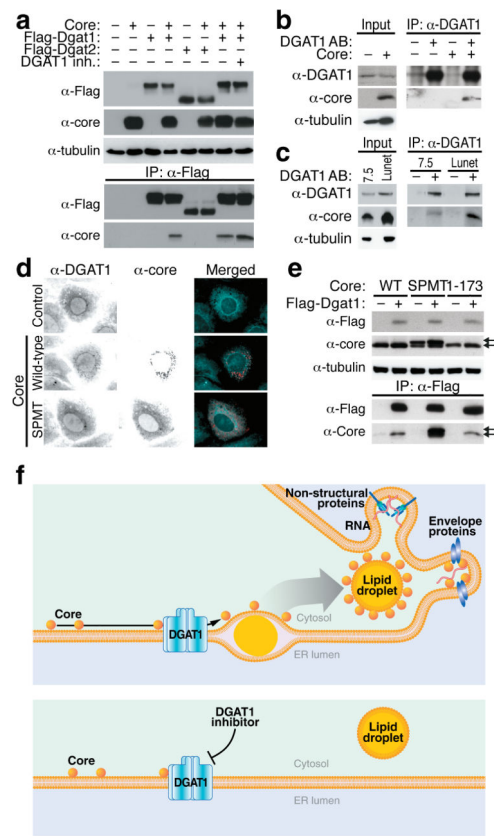 a
Core: – + – + – + + +
Flag-Dgat1: – – + + – – + +
Flag-Dgat2: – – – – + + – –
DGAT1 inh.: – – – – – – – +
α-Flag
α-core
α-tubulin
IP: α-Flag
α-Flag
α-core
b
Input IP: α-DGAT1
DGAT1 AB: – + – +
Core: – + – – + +
α-DGAT1
α-core
α-tubulin
c
Input IP: α-DGAT1
7.5 Lunet 7.5 Lunet
DGAT1 AB: – + – +
α-DGAT1
α-core
α-tubulin
d
α-DGAT1 α-core Merged
Control
Core
Wild-type
SPMT
e
Core: WT SPMT 1-173
Flag-Dgat1: – + – + – +
α-Flag
α-core
α-tubulin
IP: α-Flag
α-Flag
α-Core
f
Non-structural
proteins
RNA
Envelope
proteins
Lipid
droplet
Core
DGAT1
Cytosol
ER lumen
DGAT1
inhibitor
Lipid
droplet
Core
DGAT1
Cytosol
ER lumen